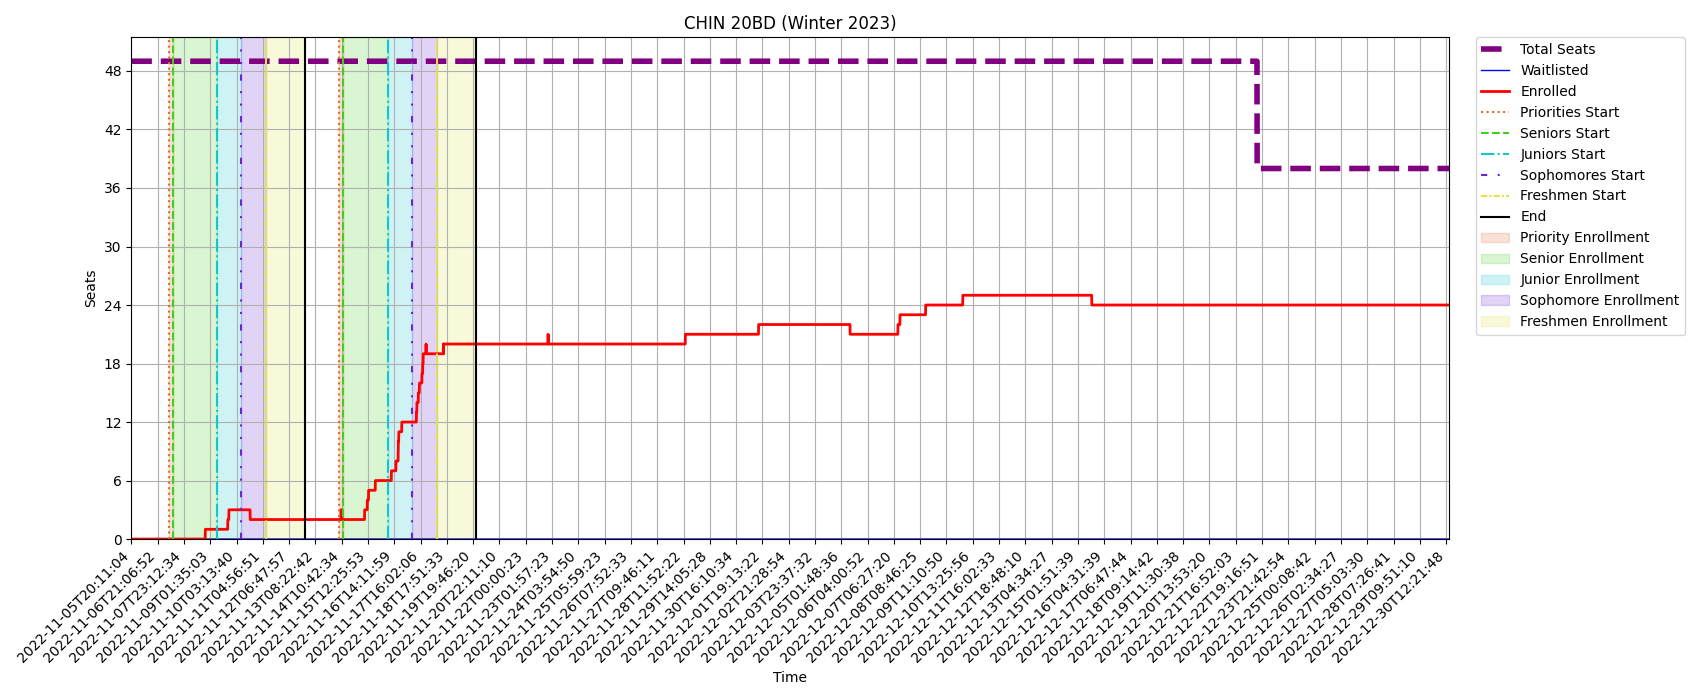 CHIN 20BD (Winter 2023)
Seats
48
42
36
30
24
18
12
6
0
2022-11-05T20:11:04
2022-11-06T21:06:52
2022-11-07T23:12:34
2022-11-09T01:35:03
2022-11-10T03:13:40
2022-11-11T04:56:51
2022-11-12T06:47:57
2022-11-13T08:22:42
2022-11-14T10:42:34
2022-11-15T12:25:53
2022-11-16T14:11:59
2022-11-17T16:02:06
2022-11-18T17:51:33
2022-11-19T19:46:20
2022-11-20T22:11:10
2022-11-22T00:00:23
2022-11-23T01:57:23
2022-11-24T03:54:50
2022-11-25T05:59:23
2022-11-26T07:52:33
2022-11-27T09:46:11
2022-11-28T11:52:22
2022-11-29T14:05:28
2022-11-30T16:10:34
2022-12-01T19:13:22
2022-12-02T21:28:54
2022-12-03T23:37:32
2022-12-05T01:48:36
2022-12-06T04:00:52
2022-12-07T06:27:20
2022-12-08T08:46:25
2022-12-09T11:10:50
2022-12-10T13:25:56
2022-12-11T16:02:33
2022-12-12T18:48:10
2022-12-13T04:34:27
2022-12-15T01:51:39
2022-12-16T04:31:39
2022-12-17T06:47:44
2022-12-18T09:14:42
2022-12-19T11:30:38
2022-12-20T13:53:20
2022-12-21T16:52:03
2022-12-22T19:16:51
2022-12-23T21:42:54
2022-12-25T00:08:42
2022-12-26T02:34:27
2022-12-27T05:03:30
2022-12-28T07:26:41
2022-12-29T09:51:10
2022-12-30T12:21:48
Time
Total Seats
Waitlisted
Enrolled
Priorities Start
Seniors Start
Juniors Start
Sophomores Start
Freshmen Start
End
Priority Enrollment
Senior Enrollment
Junior Enrollment
Sophomore Enrollment
Freshmen Enrollment